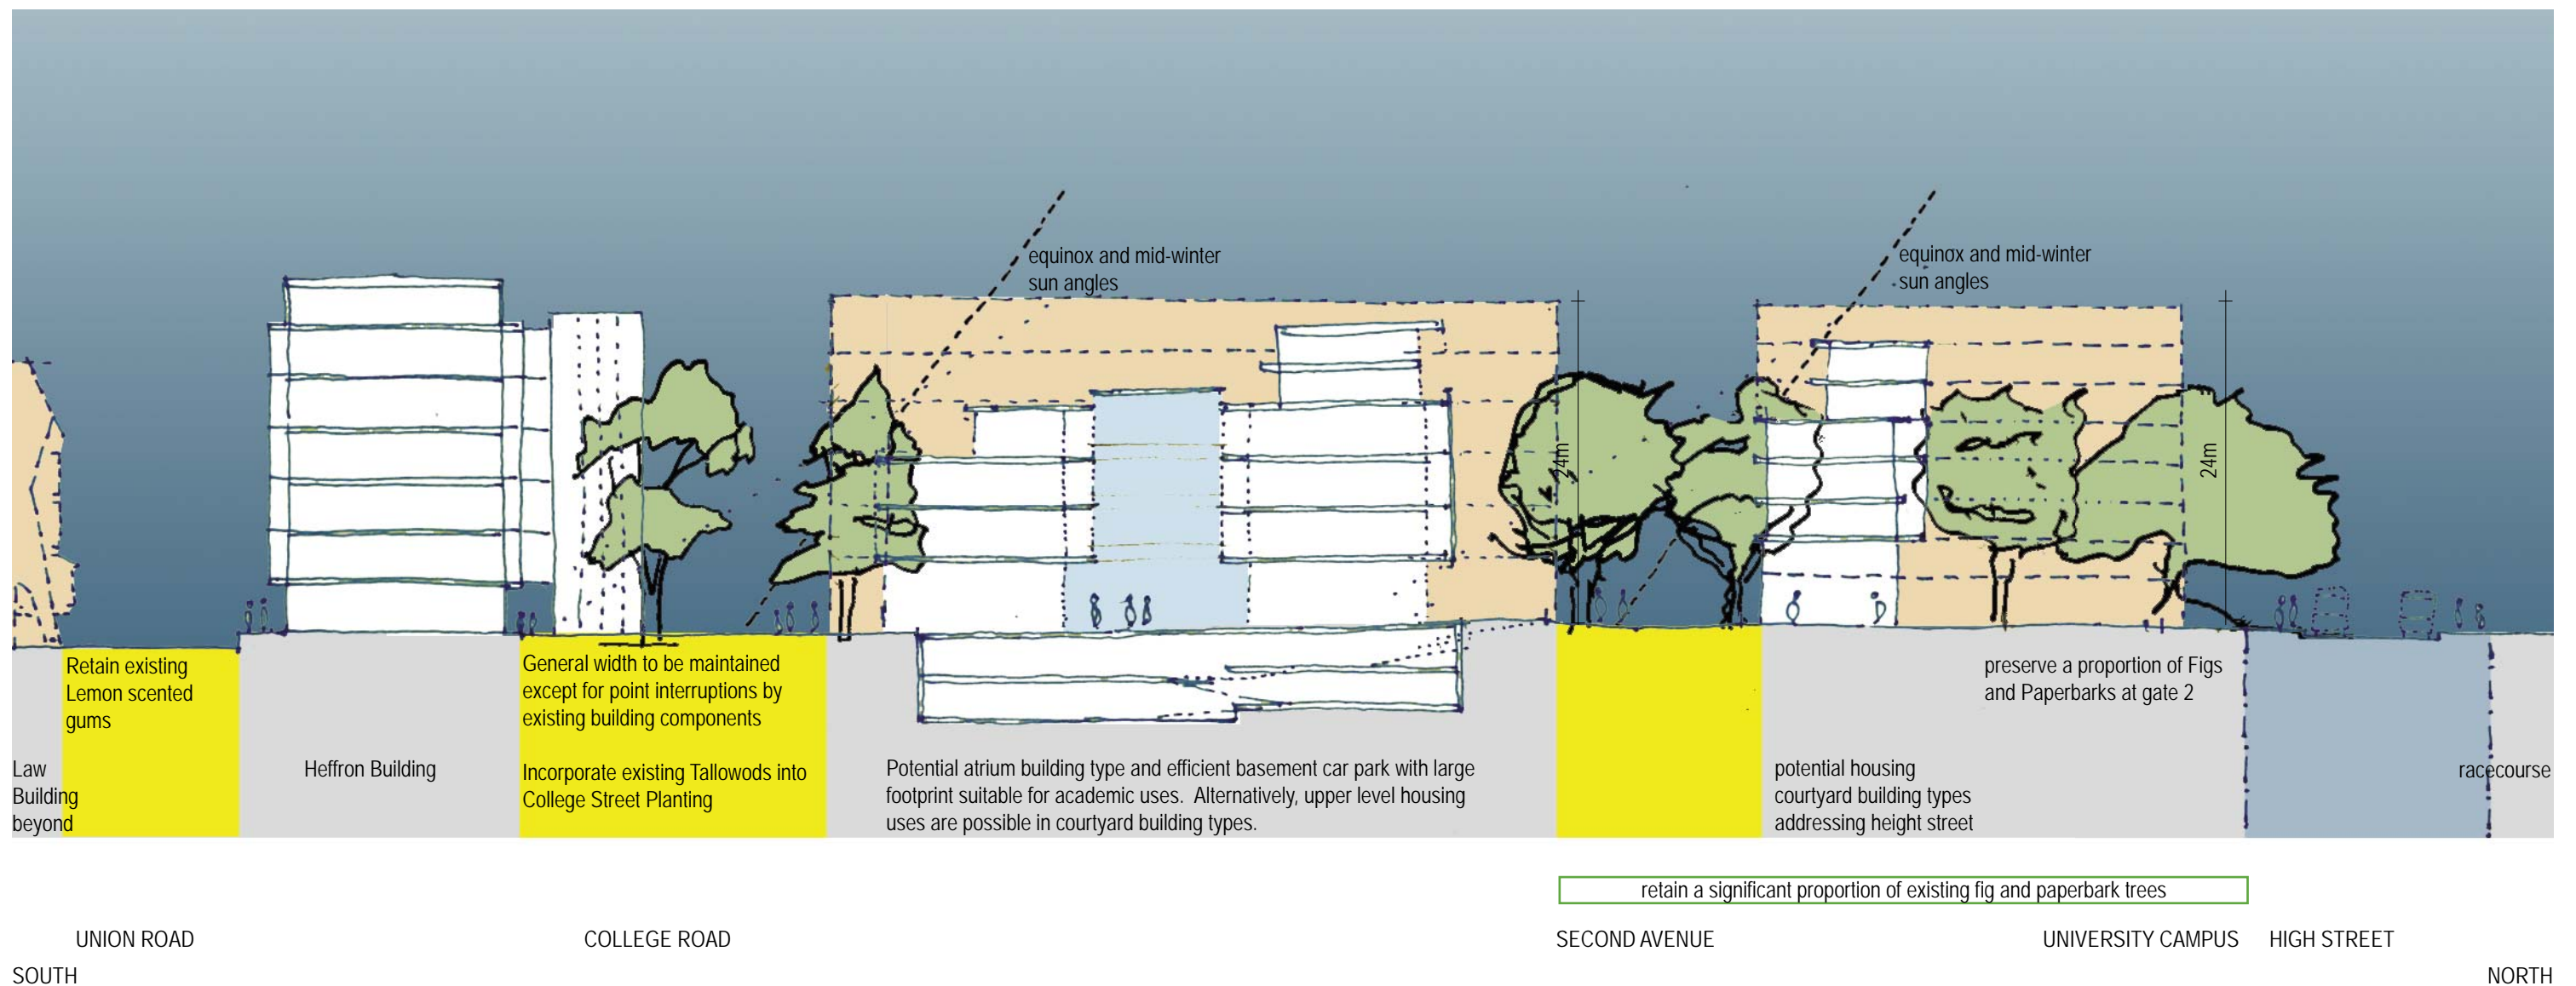 equinox and mid-winter
sun angles
equinox and mid-winter
sun angles
24m
24m
Retain existing
Lemon scented
gums
Law
Building
beyond
Heffron Building
General width to be maintained
except for point interruptions by
existing building components
Incorporate existing Tallowods into
College Street Planting
Potential atrium building type and efficient basement car park with large
footprint suitable for academic uses. Alternatively, upper level housing
uses are possible in courtyard building types.
preserve a proportion of Figs
and Paperbarks at gate 2
potential housing
courtyard building types
addressing height street
racecourse
retain a significant proportion of existing fig and paperbark trees
UNION ROAD
COLLEGE ROAD
SECOND AVENUE
UNIVERSITY CAMPUS
HIGH STREET
SOUTH
NORTH